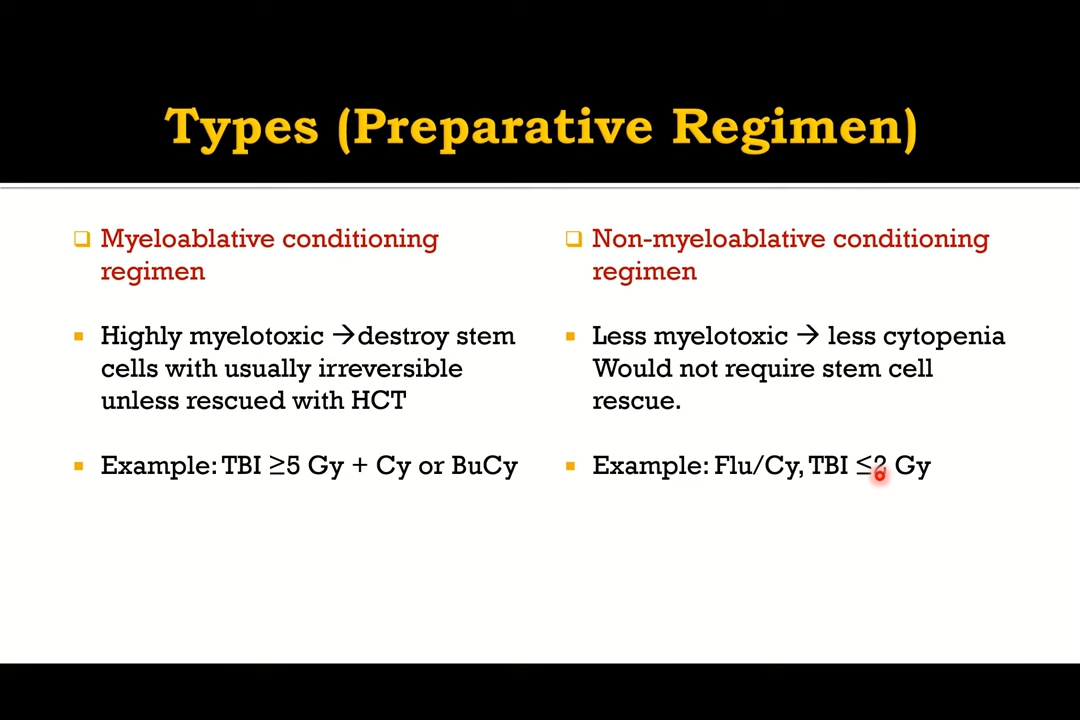 Types (Preparative Regimen)
Myeloablative conditioning
regimen
Highly myelotoxic →destroy stem
cells with usually irreversible
unless rescued with HCT
Example: TBI ≥5 Gy + Cy or BuCy
Non-myeloablative conditioning
regimen
Less myelotoxic → less cytopenia
Would not require stem cell
rescue.
Example: Flu/Cy, TBI ≤2 Gy